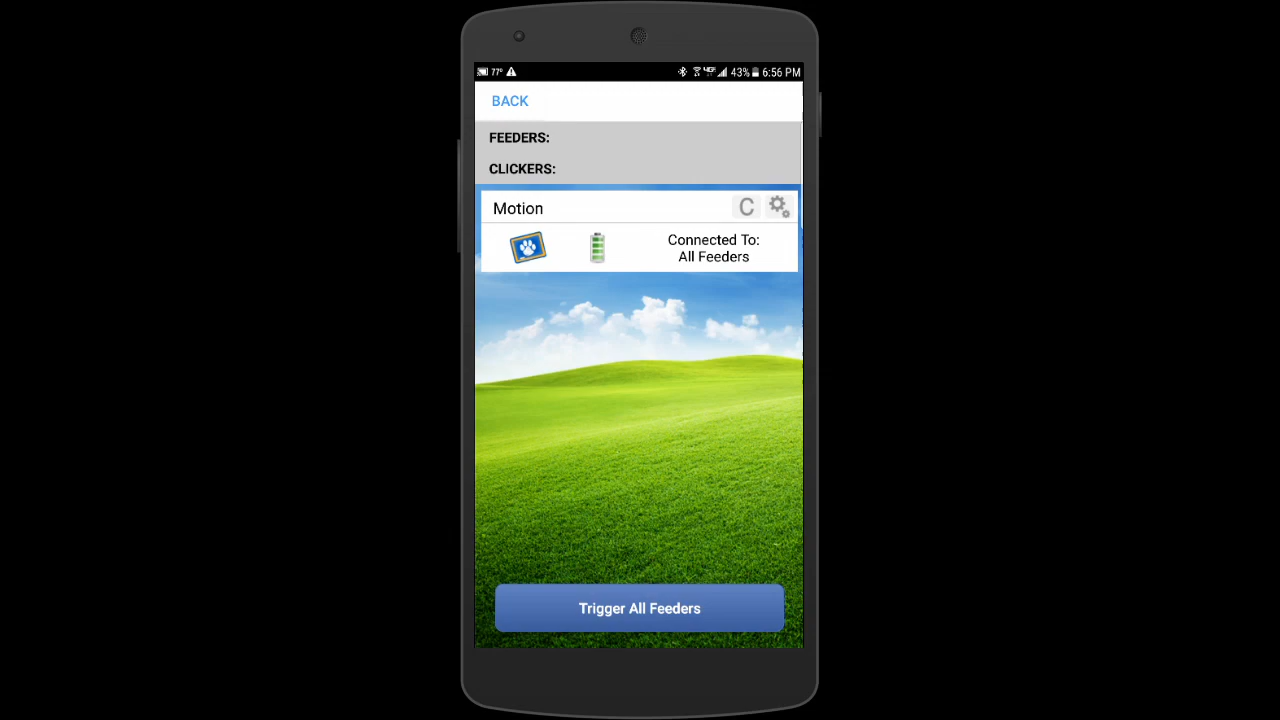 77° 43% 6:56 PM
BACK
FEEDERS:
CLICKERS:
Motion C
Connected To:
All Feeders
Trigger All Feeders